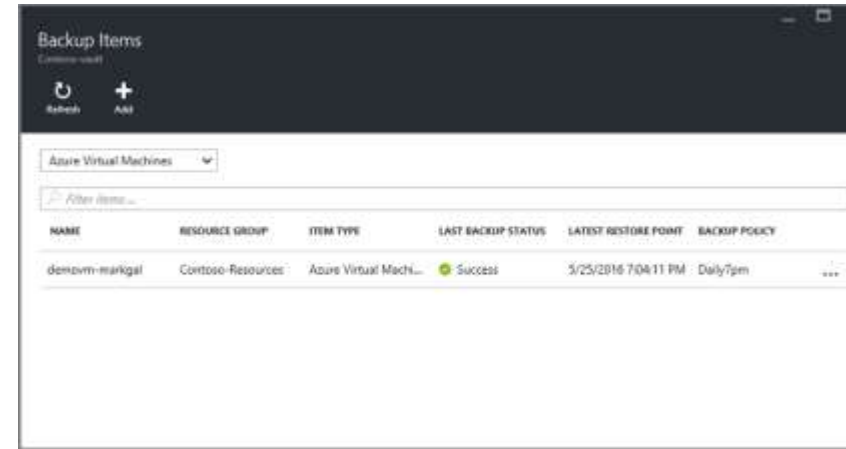 Backup Items
Contoso-vault
Refresh Add
Azure Virtual Machines
Filter items ...
NAME RESOURCE GROUP ITEM TYPE LAST BACKUP STATUS LATEST RESTORE POINT BACKUP POLICY
demovm-markgal Contoso-Resources Azure Virtual Machi... Success 5/25/2016 7:04:11 PM Daily7pm ...